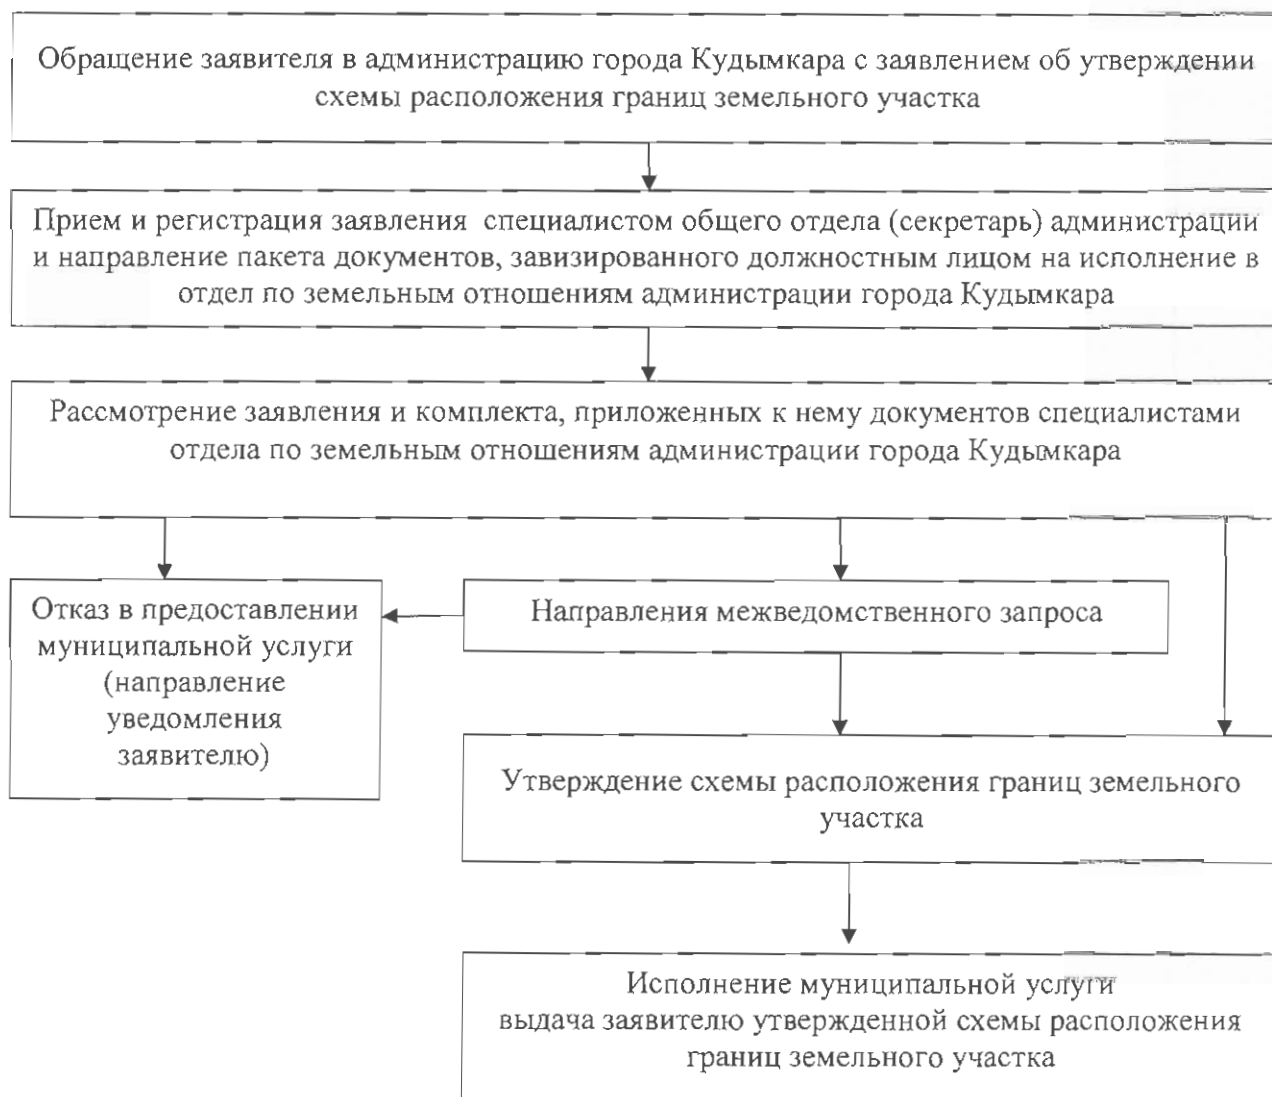 Обращение заявителя в администрацию города Кудымкара с заявлением об утверждении
схемы расположения границ земельного участка
Прием и регистрация заявления специалистом общего отдела (секретарь) администрации
и направление пакета документов, завизированного должностным лицом на исполнение в
отдел по земельным отношениям администрации города Кудымкара
Рассмотрение заявления и комплекта, приложенных к нему документов специалистами
отдела по земельным отношениям администрации города Кудымкара
Отказ в предоставлении
муниципальной услуги
(направление
уведомления
заявителю)
Направления межведомственного запроса
Утверждение схемы расположения границ земельного
участка
Исполнение муниципальной услуги
выдача заявителю утвержденной схемы расположения
границ земельного участка